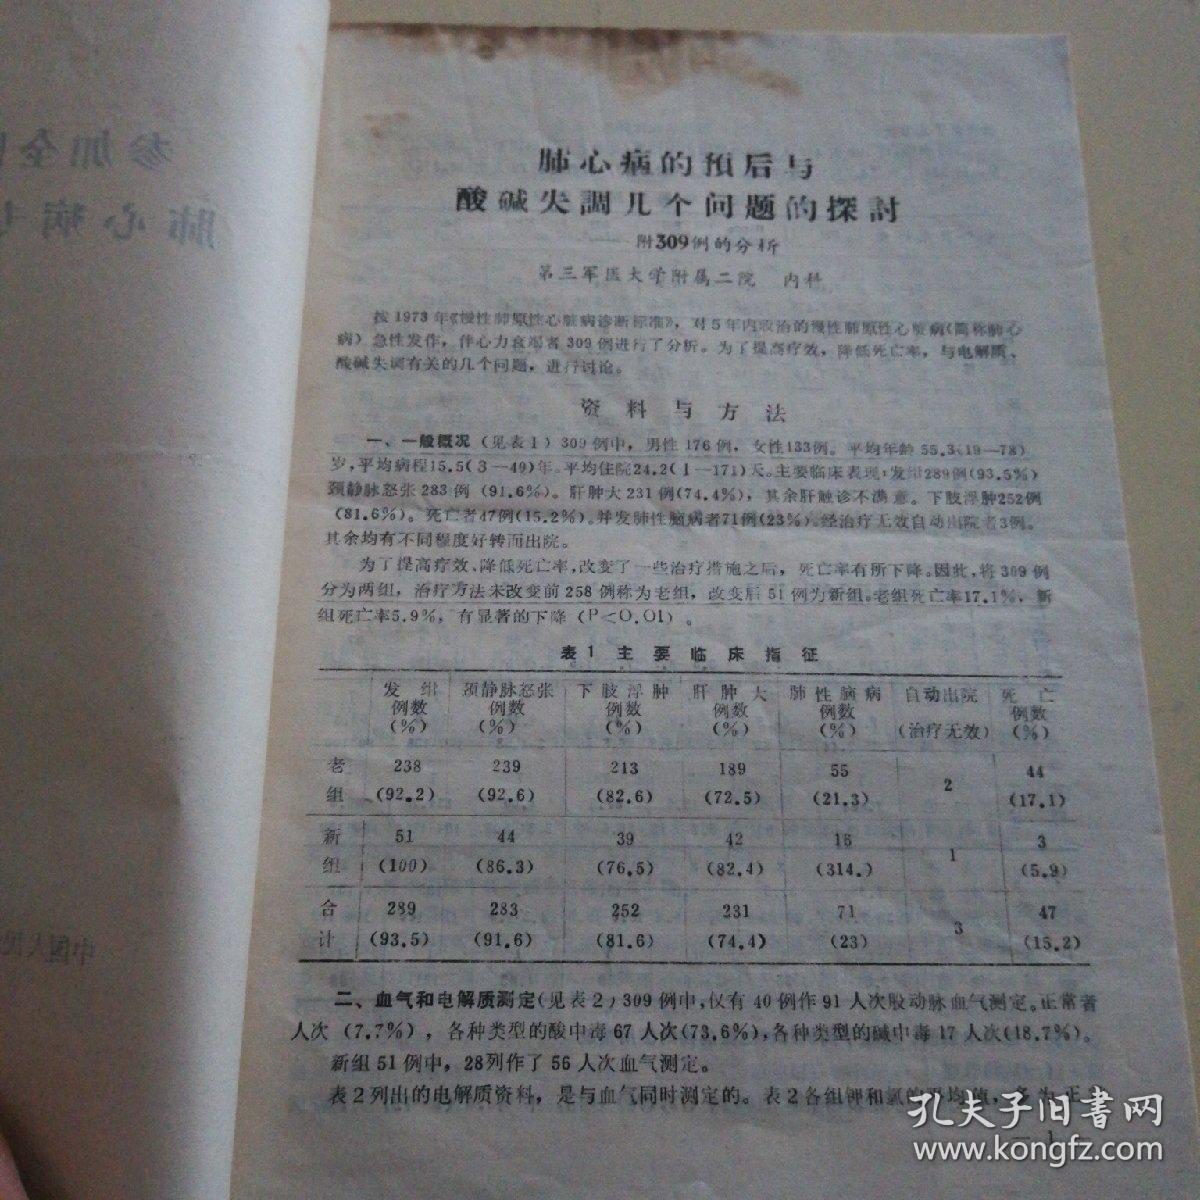 肺心病的预后与
酸碱失調几个问题的探討
——附309例的分析
第三军医大学附属二院 内科
按1973年《慢性肺原性心脏病诊断标准》，对5年内收治的慢性肺原性心脏病(简称肺心
病）急性发作，伴心力衰竭者309例进行了分析。为了提高疗效，降低死亡率，与电解质、
酸碱失调有关的几个问题，进行讨论。
资料与方法
一、一般概况（见表1）309例中，男性176例，女性133例。平均年龄55.3(19—78)
岁，平均病程15.5(3—49)年。平均住院24.2(1—171)天。主要临床表现：发绀289例(93.5%)
颈静脉怒张283例（91.6%）。肝肿大231例(74.4%)，其余肝触诊不满意。下肢浮肿252例
(81.6%)。死亡者47例(15.2%)。并发肺性脑病者71例(23%)。经治疗无效自动出院者3例。
其余均有不同程度好转而出院。
为了提高疗效、降低死亡率，改变了一些治疗措施之后，死亡率有所下降。因此，将309例
分为两组，治疗方法未改变前258例称为老组，改变后51例为新组。老组死亡率17.1%，新
组死亡率5.9%，有显著的下降（P<0.01）。
表1 主要临床指征
发绀 颈静脉怒张 下肢浮肿 肝肿大 肺性脑病 自动出院 死亡
例数 例数 例数 例数 例数 例数
(%) (%) (%) (%) (%) (治疗无效) (%)
老 238 239 213 189 55 2 44
组 (92.2) (92.6) (82.6) (72.5) (21.3) (17.1)
新 51 44 39 42 16 1 3
组 (100) (86.3) (76.5) (82.4) (314.) (5.9)
合 289 283 252 231 71 3 47
计 (93.5) (91.6) (81.6) (74.4) (23) (15.2)
二、血气和电解质测定(见表2)309例中，仅有40例作91人次股动脉血气测定。正常者
人次（7.7%），各种类型的酸中毒67人次(73.6%)，各种类型的碱中毒17人次(18.7%)。
新组51例中，28列作了56人次血气测定。
表2列出的电解质资料，是与血气同时测定的。表2各组钾和氯的平均值，多为正
— 1
孔夫子旧書网
www.kongfz.com